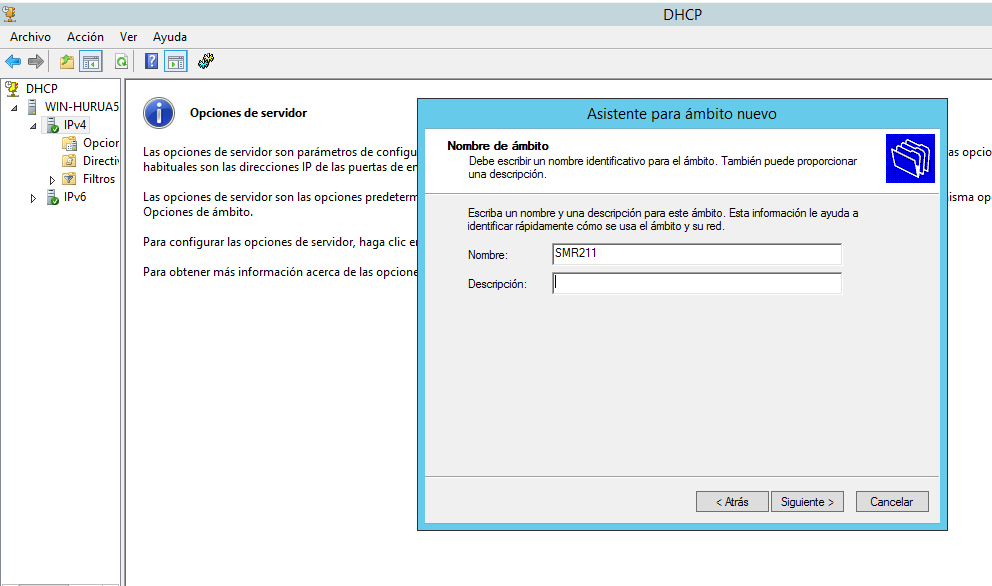 DHCP
Archivo Acción Ver Ayuda
DHCP
WIN-HURUA5
IPv4
Opcion
Directiv
Filtros
IPv6
Opciones de servidor
Las opciones de servidor son parámetros de configu
habituales son las direcciones IP de las puertas de en
Las opciones de servidor son las opciones predeterm
Opciones de ámbito.
Para configurar las opciones de servidor, haga clic en
Para obtener más información acerca de las opcione
as opcio
isma op
Asistente para ámbito nuevo
Nombre de ámbito
Debe escribir un nombre identificativo para el ámbito. También puede proporcionar
una descripción.
Escriba un nombre y una descripción para este ámbito. Esta información le ayuda a
identificar rápidamente cómo se usa el ámbito y su red.
Nombre: SMR211
Descripción:
< Atrás Siguiente > Cancelar